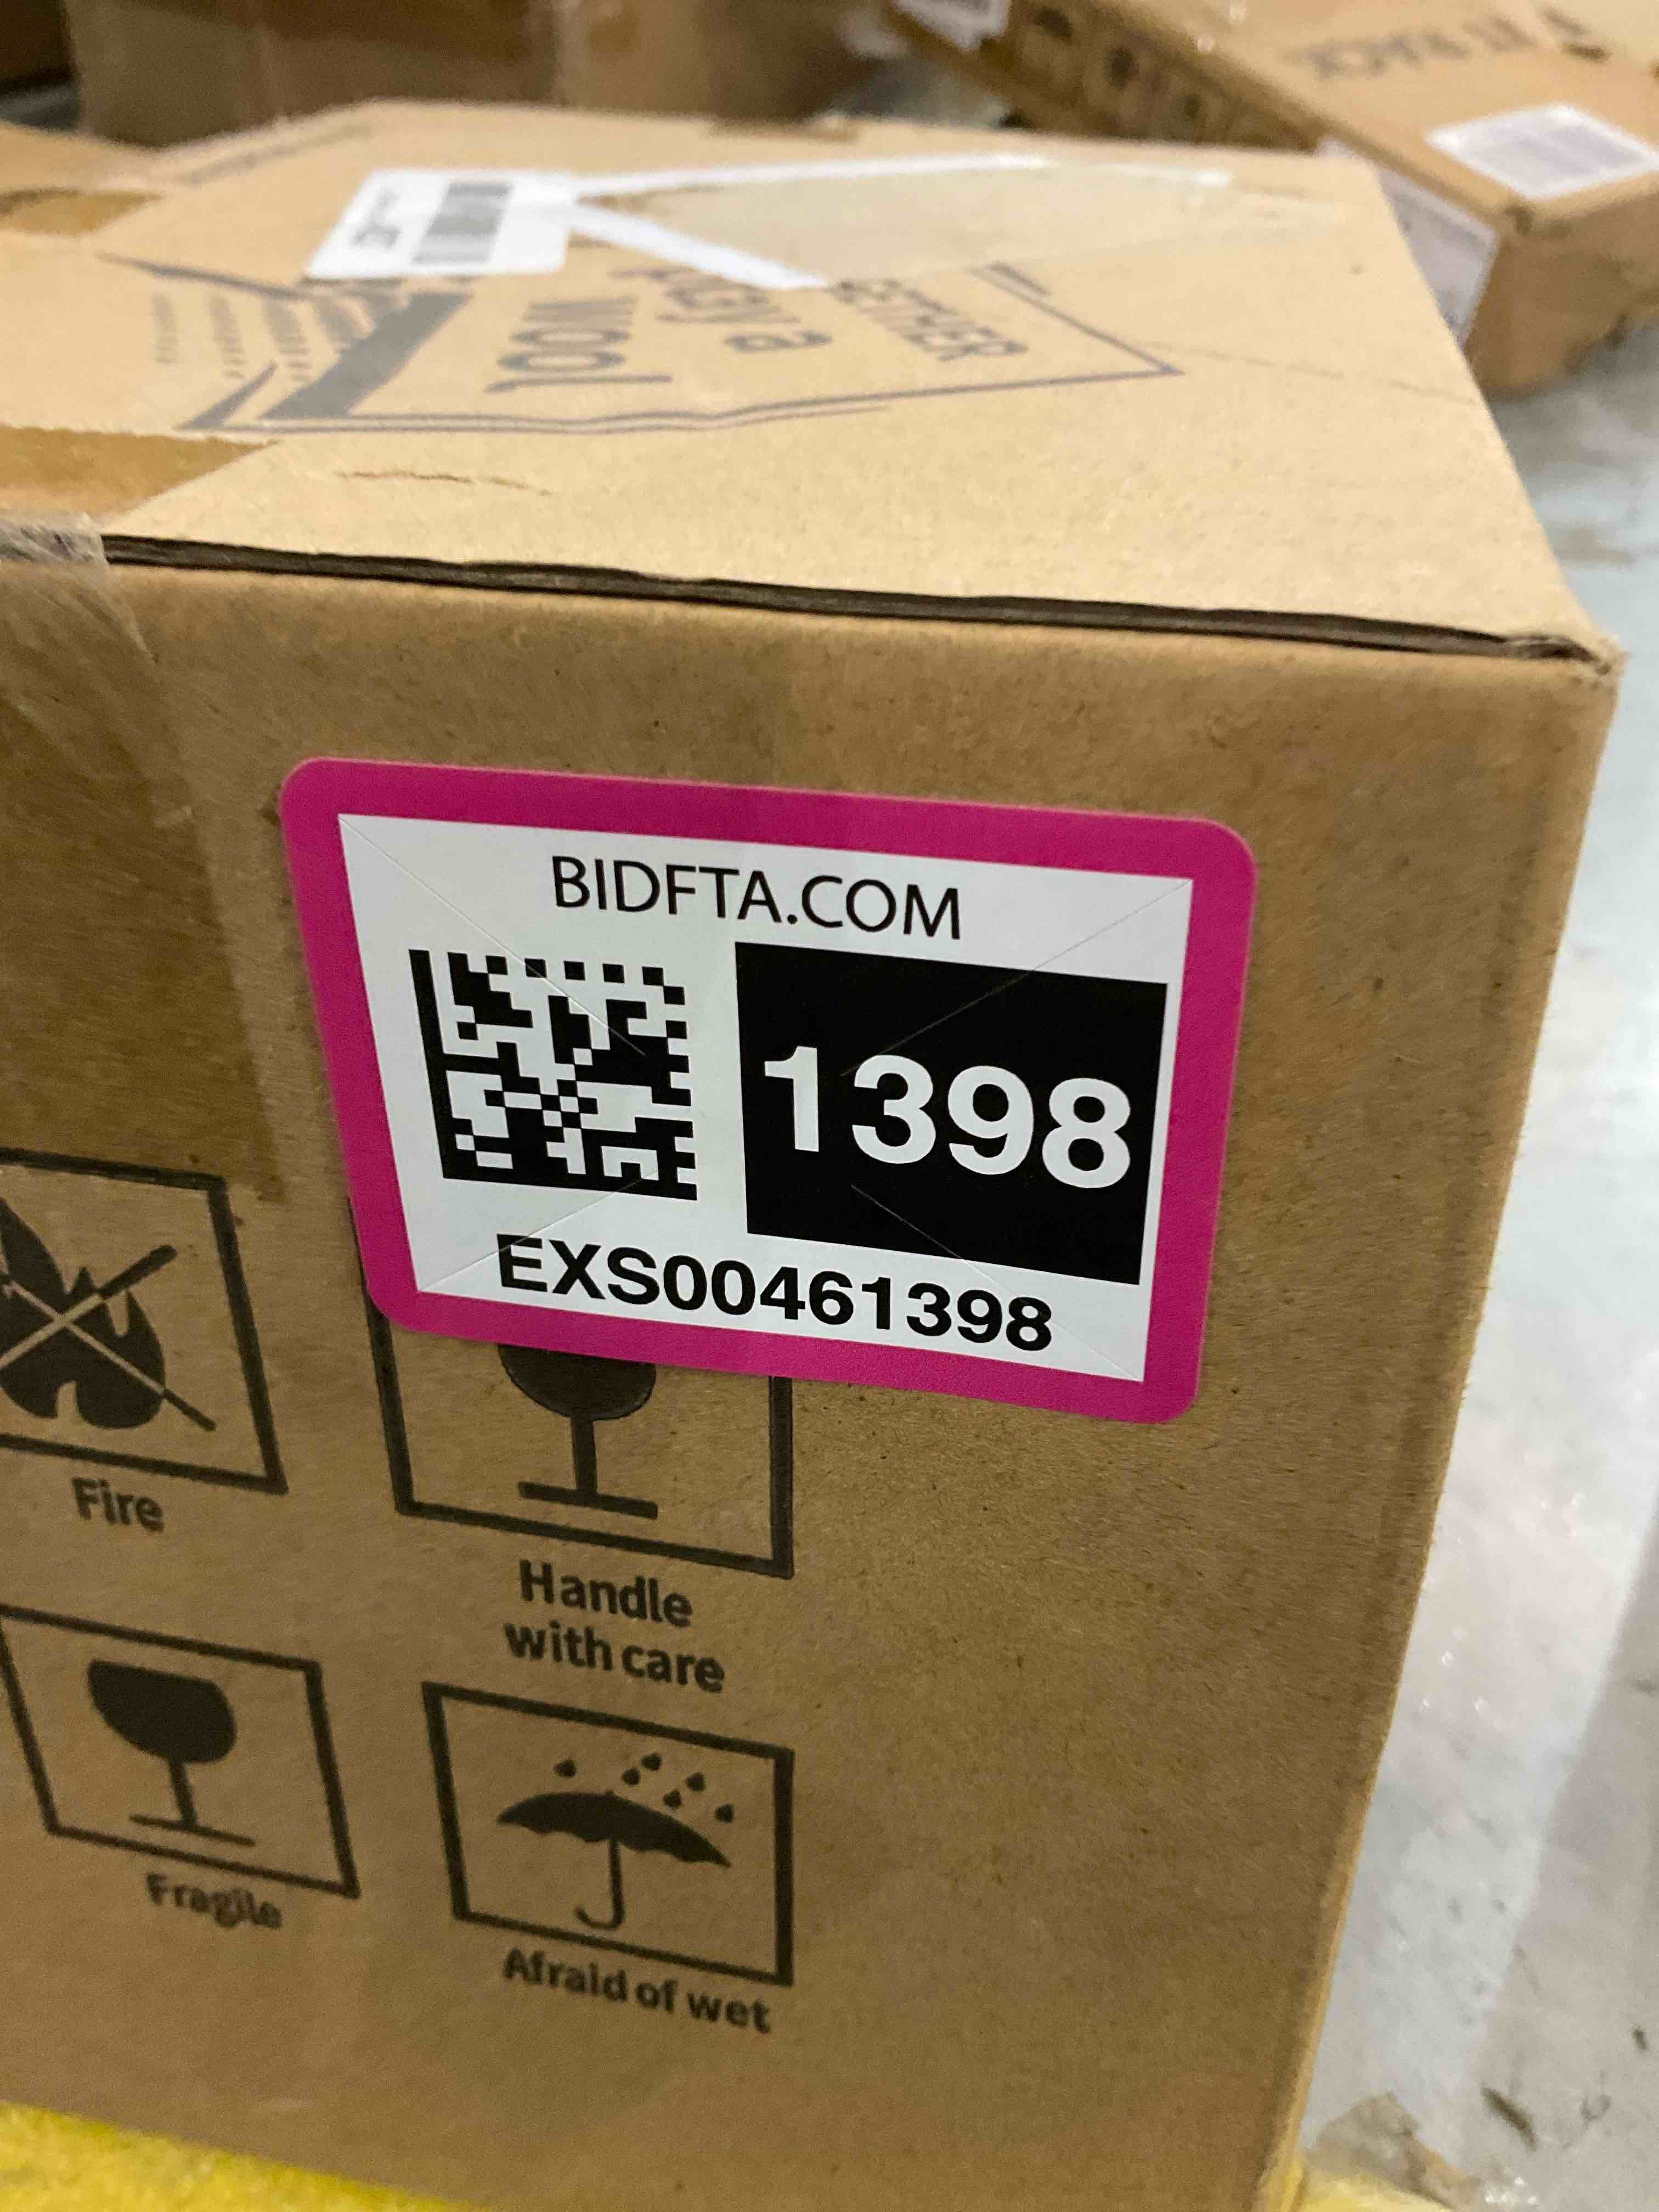 BIDFTA.COM
1398
EXS00461398
Fire
Handle
with care
Fragile
Afraid of wet